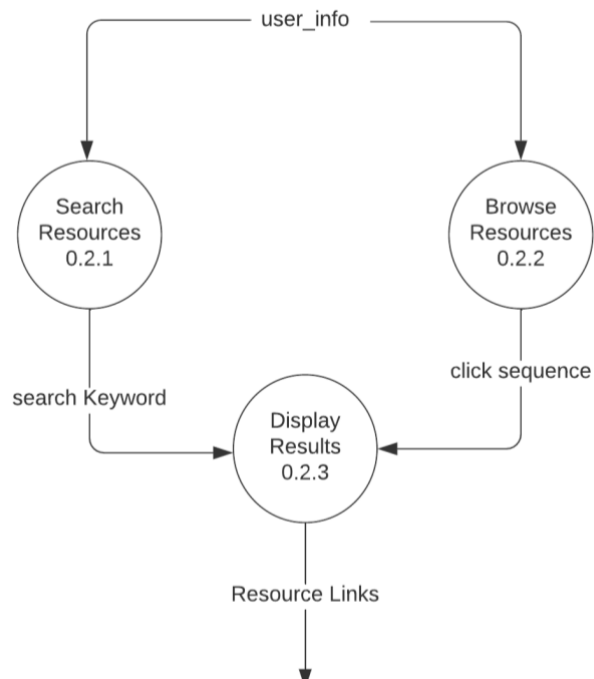 user_info
Search
Resources
0.2.1
Browse
Resources
0.2.2
click sequence
search Keyword
Display
Results
0.2.3
Resource Links